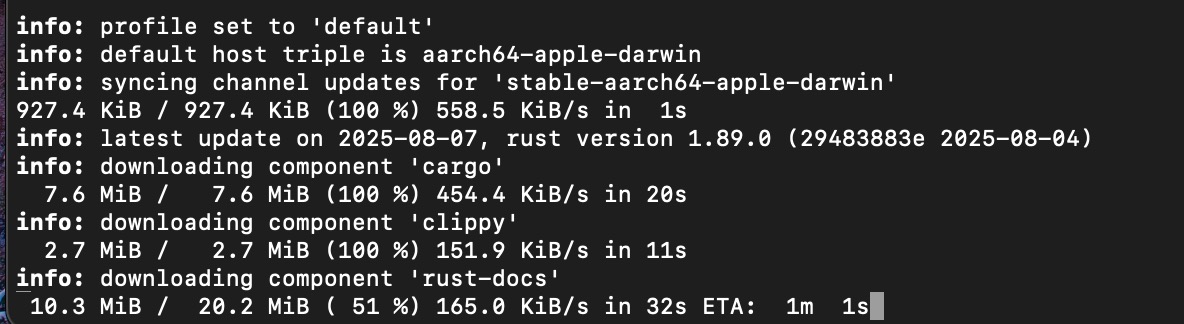 info: profile set to 'default'
info: default host triple is aarch64-apple-darwin
info: syncing channel updates for 'stable-aarch64-apple-darwin'
927.4 KiB / 927.4 KiB (100 %) 558.5 KiB/s in  1s
info: latest update on 2025-08-07, rust version 1.89.0 (29483883e 2025-08-04)
info: downloading component 'cargo'
  7.6 MiB /   7.6 MiB (100 %) 454.4 KiB/s in 20s
info: downloading component 'clippy'
  2.7 MiB /   2.7 MiB (100 %) 151.9 KiB/s in 11s
info: downloading component 'rust-docs'
 10.3 MiB /  20.2 MiB ( 51 %) 165.0 KiB/s in 32s ETA:  1m  1s